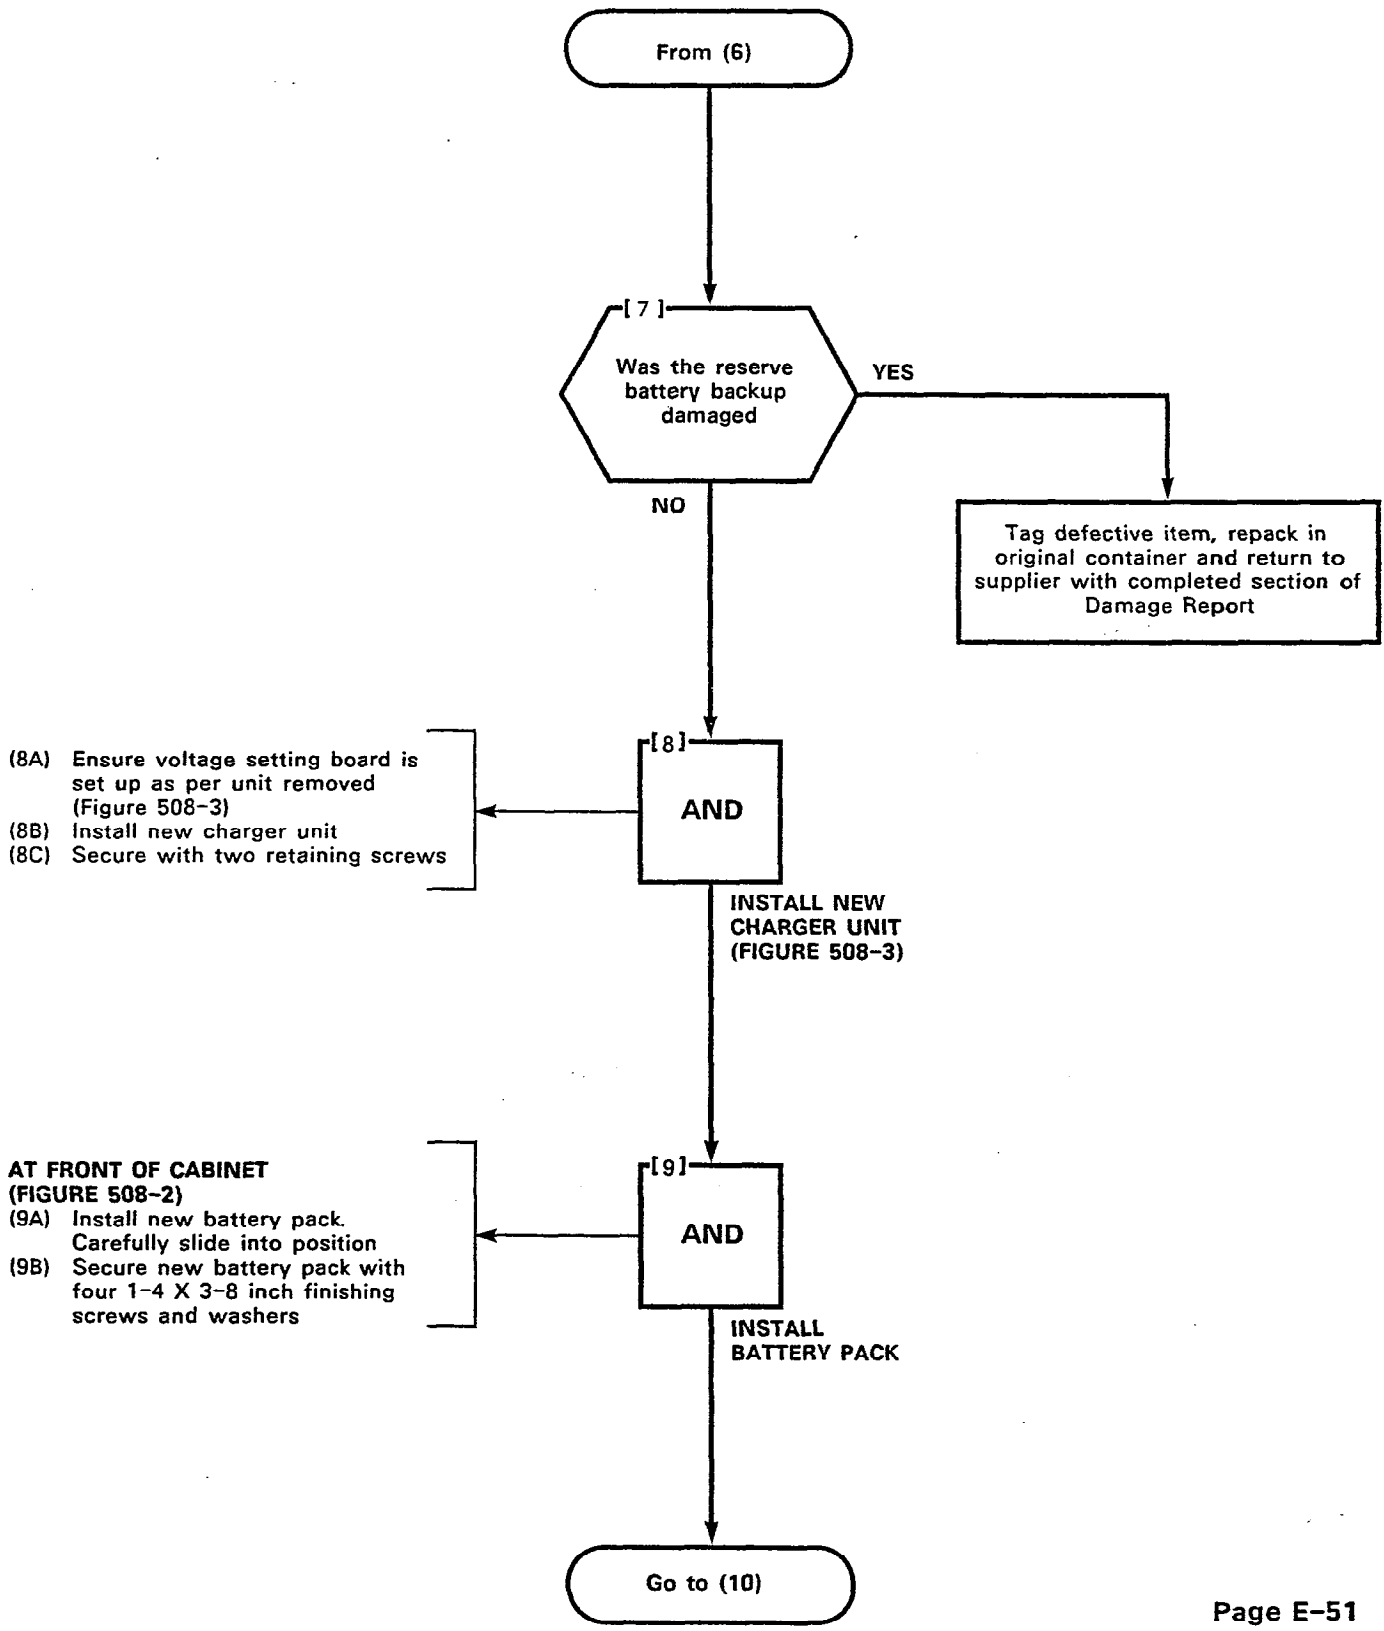 From (6)
[ 7 ]
Was the reserve
battery backup
damaged
YES
NO
Tag defective item, repack in
original container and return to
supplier with completed section of
Damage Report
(8A) Ensure voltage setting board is
set up as per unit removed
(Figure 508-3)
(8B) Install new charger unit
(8C) Secure with two retaining screws
[8]
AND
INSTALL NEW
CHARGER UNIT
(FIGURE 508-3)
AT FRONT OF CABINET
(FIGURE 508-2)
(9A) Install new battery pack.
Carefully slide into position
(9B) Secure new battery pack with
four 1-4 X 3-8 inch finishing
screws and washers
[9]
AND
INSTALL
BATTERY PACK
Go to (10)
Page E-51